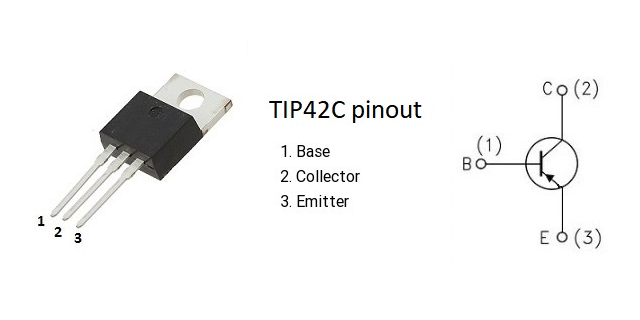 TIP42C pinout
1. Base
2. Collector
3. Emitter
1
2
3
C (2)
(1)
B
E (3)